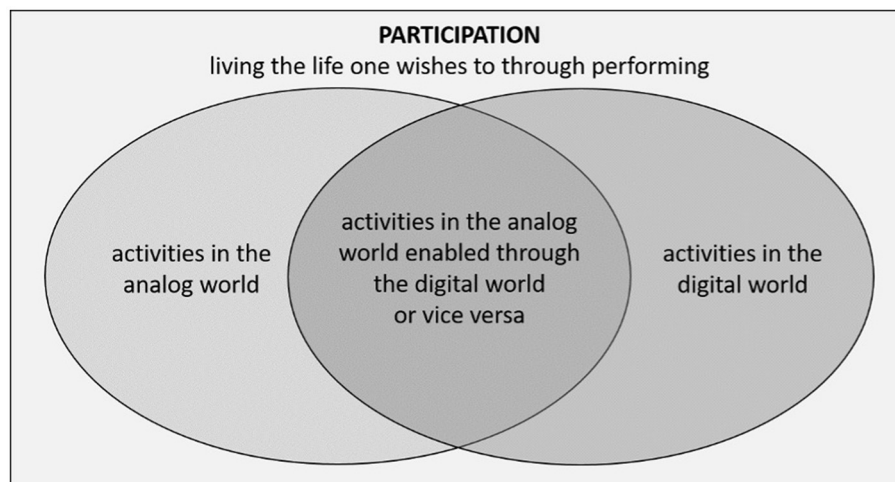 PARTICIPATION
living the life one wishes to through performing
activities in the
analog world
activities in the analog
world enabled through
the digital world
or vice versa
activities in the
digital world